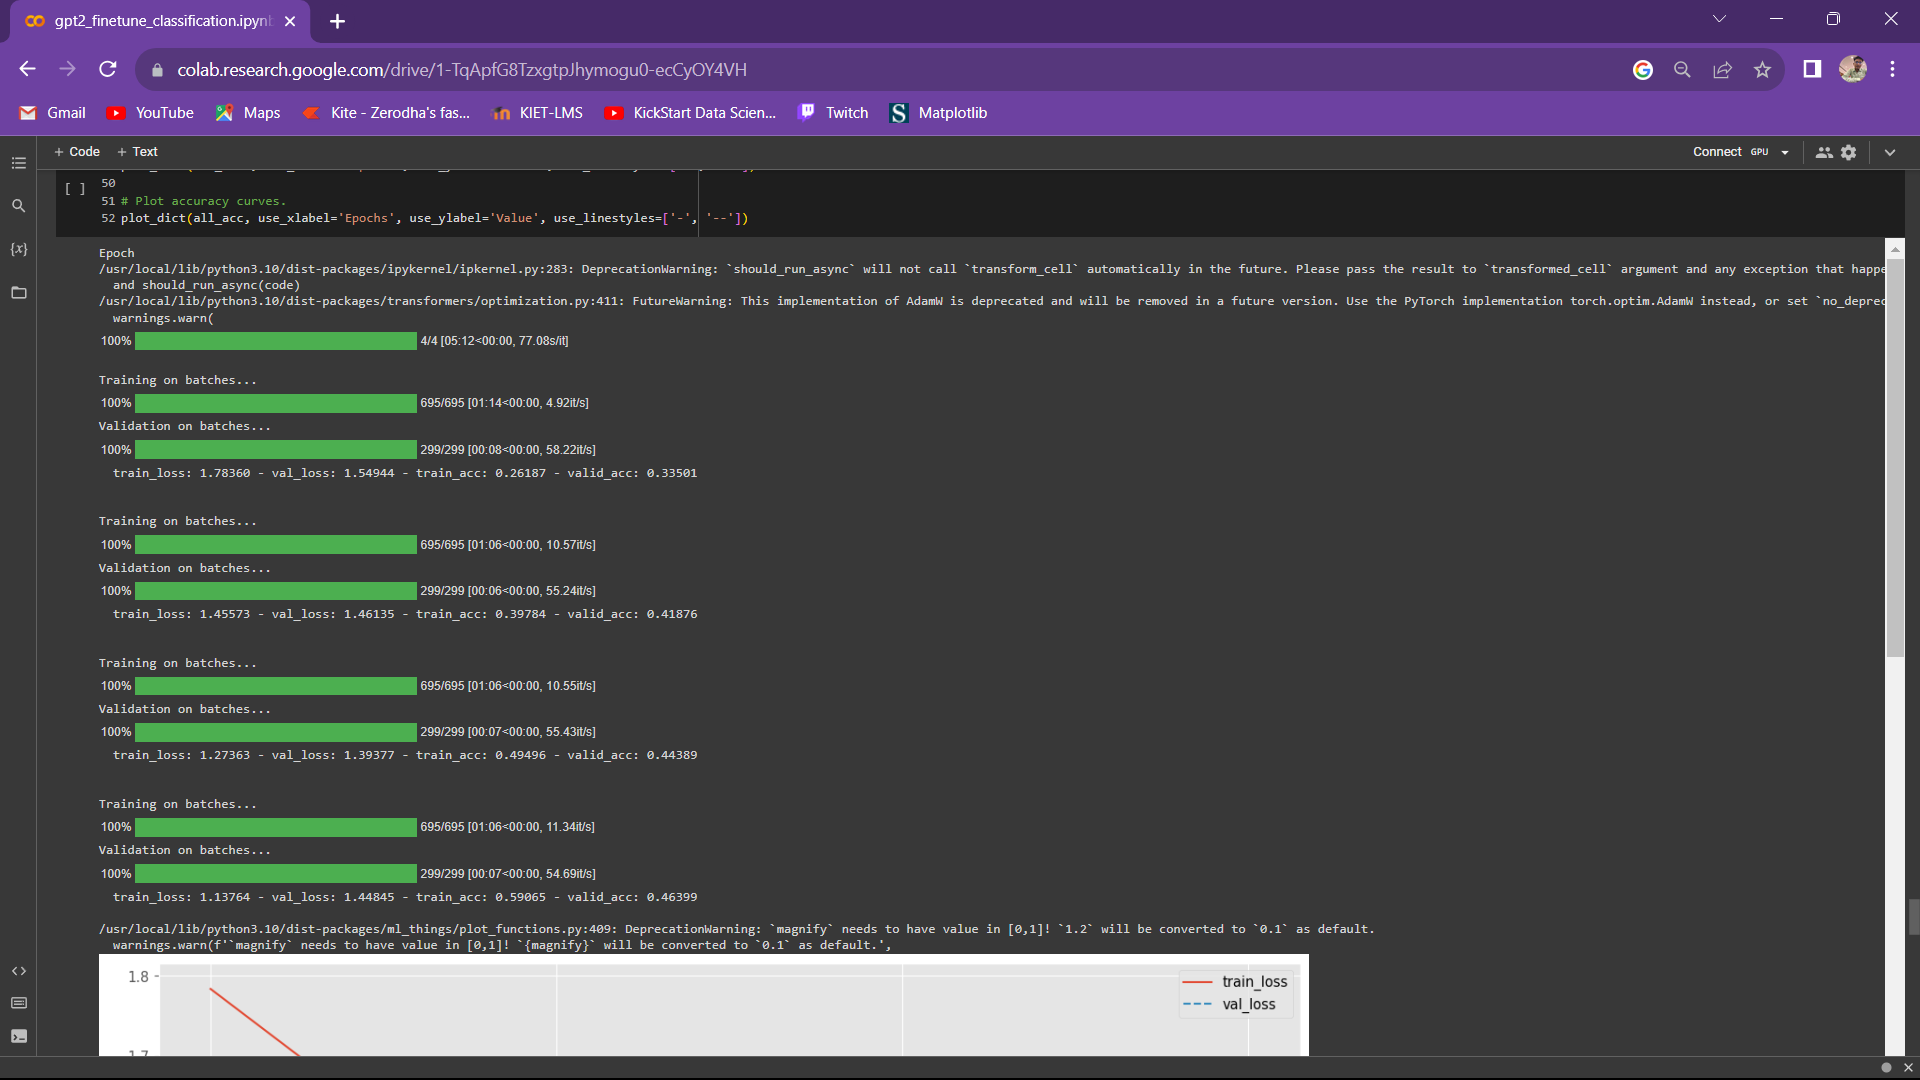 gpt2_finetune_classification.ipynb
colab.research.google.com/drive/1-TqApfG8TzxgtpJhymogu0-ecCyOY4VH
Gmail YouTube Maps Kite - Zerodha's fas... KIET-LMS KickStart Data Scien... Twitch Matplotlib
+ Code + Text Connect GPU
[ ] 50
51 # Plot accuracy curves.
52 plot_dict(all_acc, use_xlabel='Epochs', use_ylabel='Value', use_linestyles=['-', '--'])
Epoch
/usr/local/lib/python3.10/dist-packages/ipykernel/ipkernel.py:283: DeprecationWarning: `should_run_async` will not call `transform_cell` automatically in the future. Please pass the result to `transformed_cell` argument and any exception that happe
and should_run_async(code)
/usr/local/lib/python3.10/dist-packages/transformers/optimization.py:411: FutureWarning: This implementation of AdamW is deprecated and will be removed in a future version. Use the PyTorch implementation torch.optim.AdamW instead, or set `no_deprec
warnings.warn(
100% 4/4 [05:12<00:00, 77.08s/it]
Training on batches...
100% 695/695 [01:14<00:00, 4.92it/s]
Validation on batches...
100% 299/299 [00:08<00:00, 58.22it/s]
train_loss: 1.78360 - val_loss: 1.54944 - train_acc: 0.26187 - valid_acc: 0.33501
Training on batches...
100% 695/695 [01:06<00:00, 10.57it/s]
Validation on batches...
100% 299/299 [00:06<00:00, 55.24it/s]
train_loss: 1.45573 - val_loss: 1.46135 - train_acc: 0.39784 - valid_acc: 0.41876
Training on batches...
100% 695/695 [01:06<00:00, 10.55it/s]
Validation on batches...
100% 299/299 [00:07<00:00, 55.43it/s]
train_loss: 1.27363 - val_loss: 1.39377 - train_acc: 0.49496 - valid_acc: 0.44389
Training on batches...
100% 695/695 [01:06<00:00, 11.34it/s]
Validation on batches...
100% 299/299 [00:07<00:00, 54.69it/s]
train_loss: 1.13764 - val_loss: 1.44845 - train_acc: 0.59065 - valid_acc: 0.46399
/usr/local/lib/python3.10/dist-packages/ml_things/plot_functions.py:409: DeprecationWarning: `magnify` needs to have value in [0,1]! `1.2` will be converted to `0.1` as default.
warnings.warn(f'`magnify` needs to have value in [0,1]! `{magnify}` will be converted to `0.1` as default.',
1.8
train_loss
val_loss
1.7